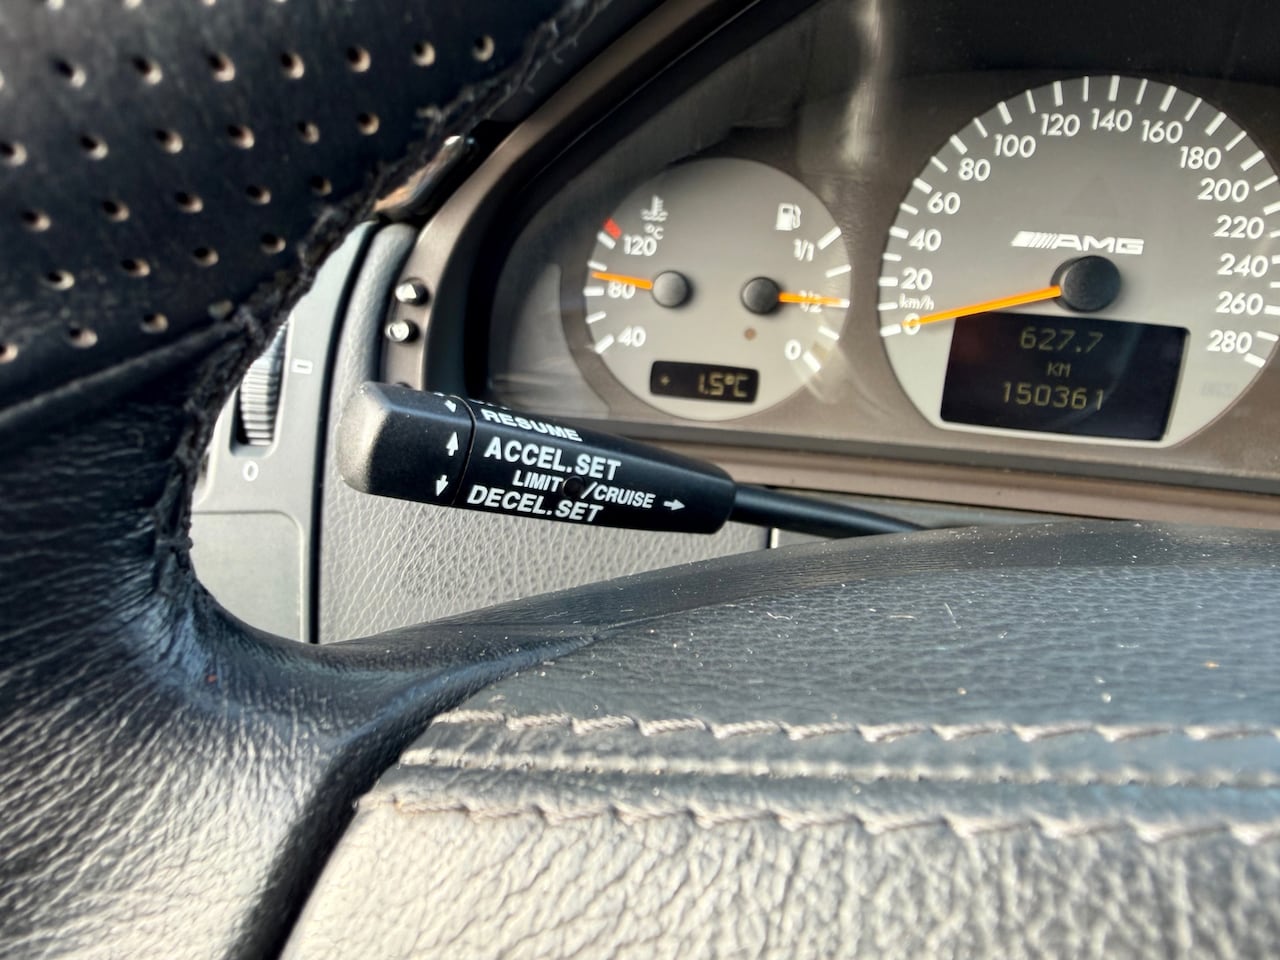 120
°C
80
40
1/1
1/2
0
+ 1.5°C
0
20
40
60
80
100
120
140
160
180
200
220
240
260
280
km/h
AMG
627.7
KM
150361
RESUME
ACCEL.SET
LIMIT /CRUISE
DECEL.SET
0
0